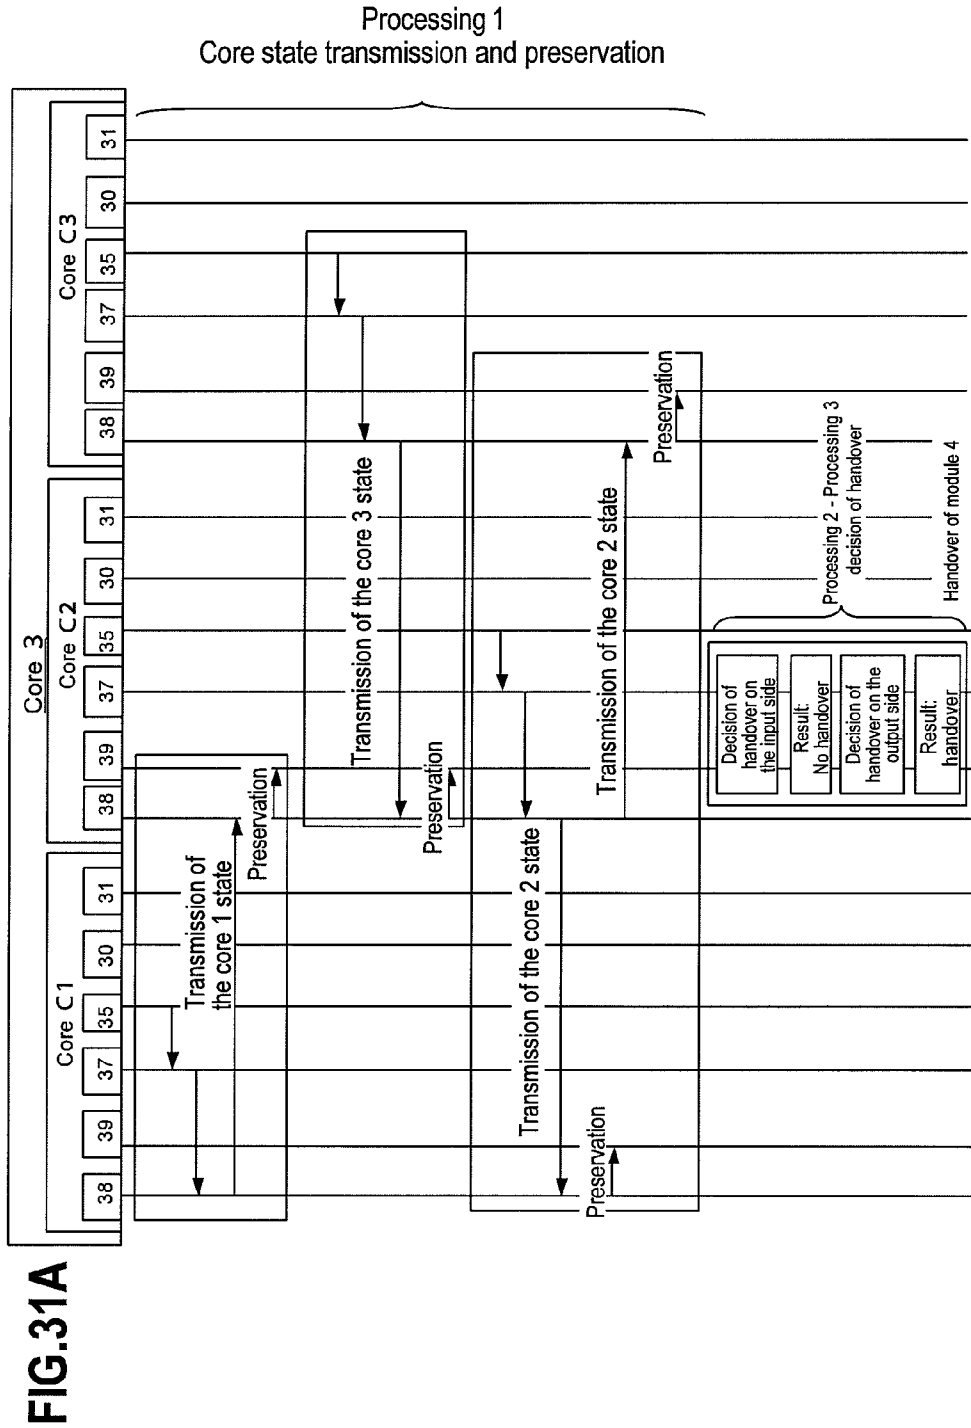 FIG.31A
Processing 1
Core state transmission and preservation
Core 3
Core C1
38
39
37
35
30
31
Core C2
38
39
37
35
30
31
Core C3
38
39
37
35
30
31
Transmission of
the core 1 state
Preservation
Transmission of the core 3 state
Preservation
Transmission of the core 2 state
Preservation
Transmission of the core 2 state
Preservation
Processing 2 - Processing 3
decision of handover
Decision of
handover on
the input side
Result:
No handover
Decision of
handover on the
output side
Result:
handover
Handover of module 4